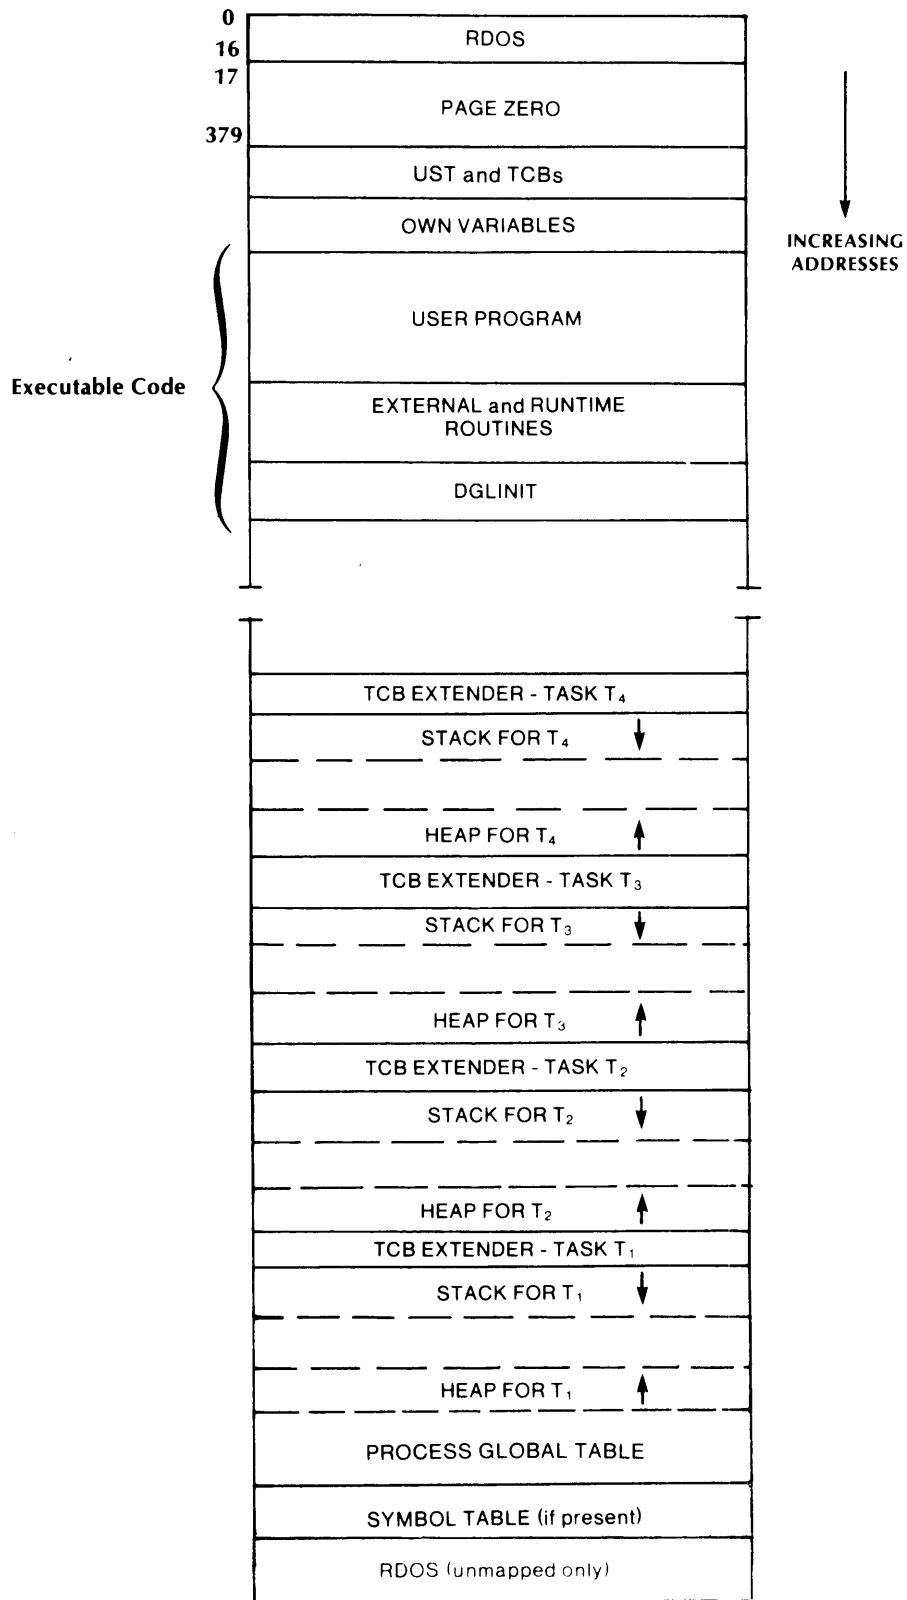 0
RDOS
16
17
PAGE ZERO
379
UST and TCBs
OWN VARIABLES
INCREASING
ADDRESSES
USER PROGRAM
Executable Code
EXTERNAL and RUNTIME
ROUTINES
DGLINIT
TCB EXTENDER - TASK T₄
STACK FOR T₄
HEAP FOR T₄
TCB EXTENDER - TASK T₃
STACK FOR T₃
HEAP FOR T₃
TCB EXTENDER - TASK T₂
STACK FOR T₂
HEAP FOR T₂
TCB EXTENDER - TASK T₁
STACK FOR T₁
HEAP FOR T₁
PROCESS GLOBAL TABLE
SYMBOL TABLE (if present)
RDOS (unmapped only)